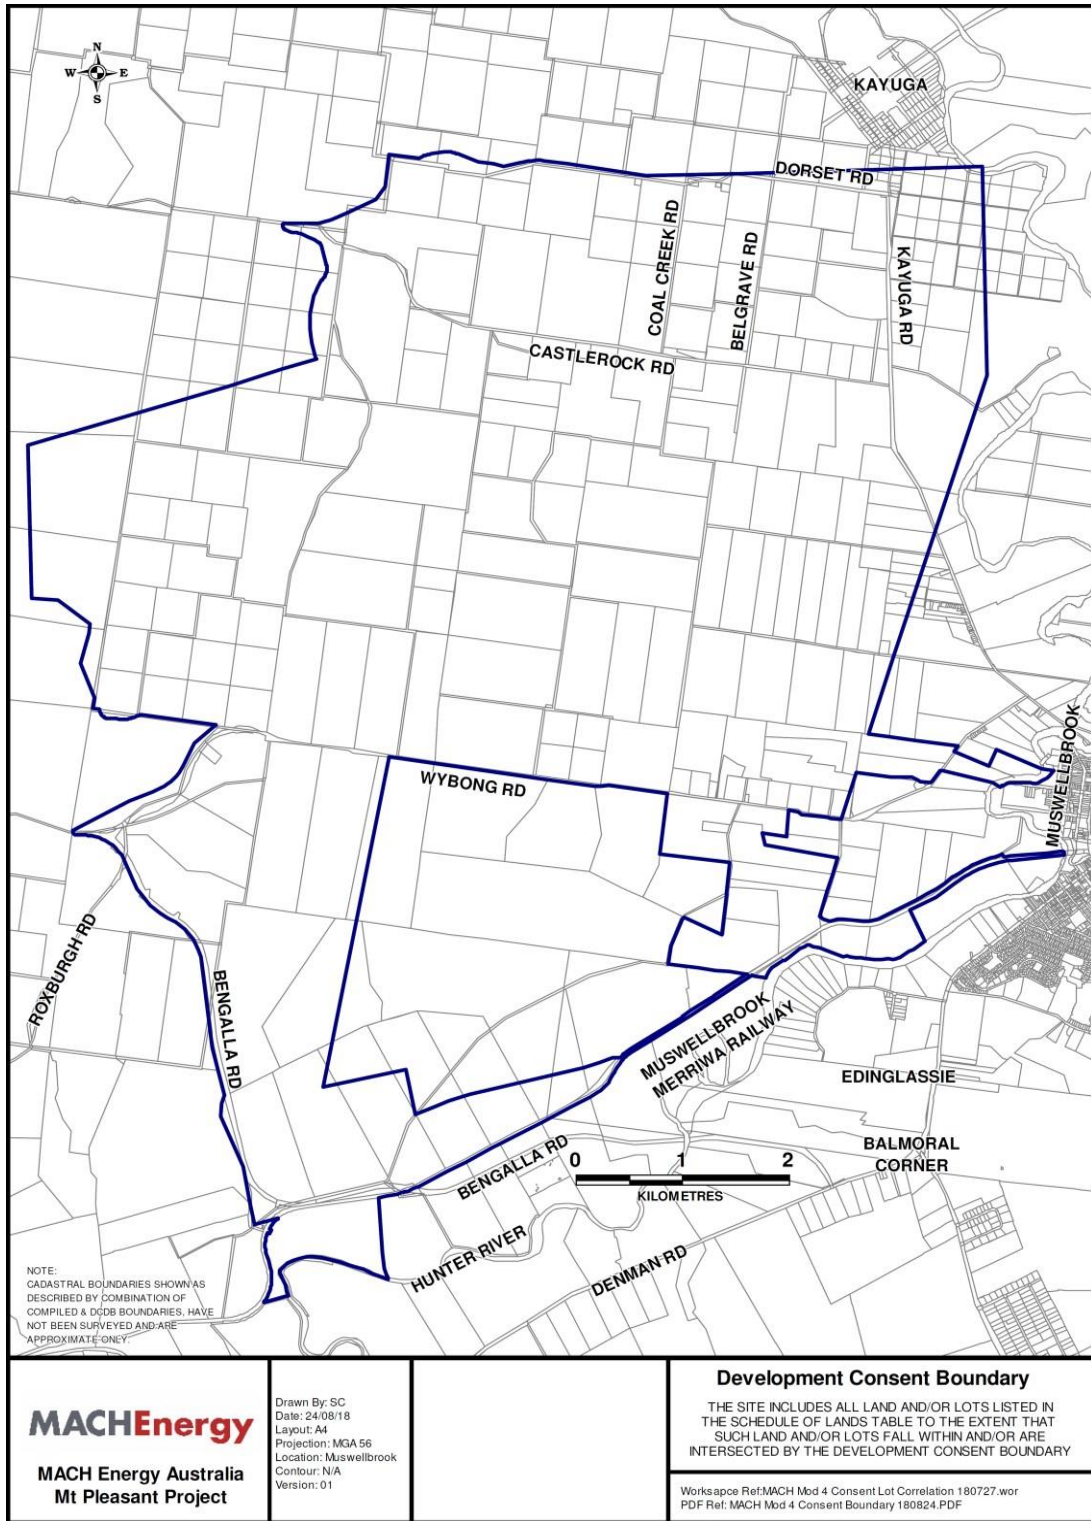 N
W E
S
KAYUGA
DORSET RD
COAL CREEK RD
BELGRAVE RD
KAYUGA RD
CASTLEROCK RD
MUSWELLBROOK
WYBONG RD
ROXBURGH RD
BENGALLA RD
MUSWELLBROOK
MERRIWA RAILWAY
EDINGLASSIE
BALMORAL
CORNER
BENGALLA RD
0 1 2
KILOMETRES
HUNTER RIVER
DENMAN RD
NOTE:
CADASTRAL BOUNDARIES SHOWN AS
DESCRIBED BY COMBINATION OF
COMPILED & DCDB BOUNDARIES, HAVE
NOT BEEN SURVEYED AND ARE
APPROXIMATE ONLY.
MACHEnergy
MACH Energy Australia
Mt Pleasant Project
Drawn By: SC
Date: 24/08/18
Layout: A4
Projection: MGA 56
Location: Muswellbrook
Contour: N/A
Version: 01
Development Consent Boundary
THE SITE INCLUDES ALL LAND AND/OR LOTS LISTED IN
THE SCHEDULE OF LANDS TABLE TO THE EXTENT THAT
SUCH LAND AND/OR LOTS FALL WITHIN AND/OR ARE
INTERSECTED BY THE DEVELOPMENT CONSENT BOUNDARY
Worksapce Ref:MACH Mod 4 Consent Lot Correlation 180727.wor
PDF Ref: MACH Mod 4 Consent Boundary 180824.PDF